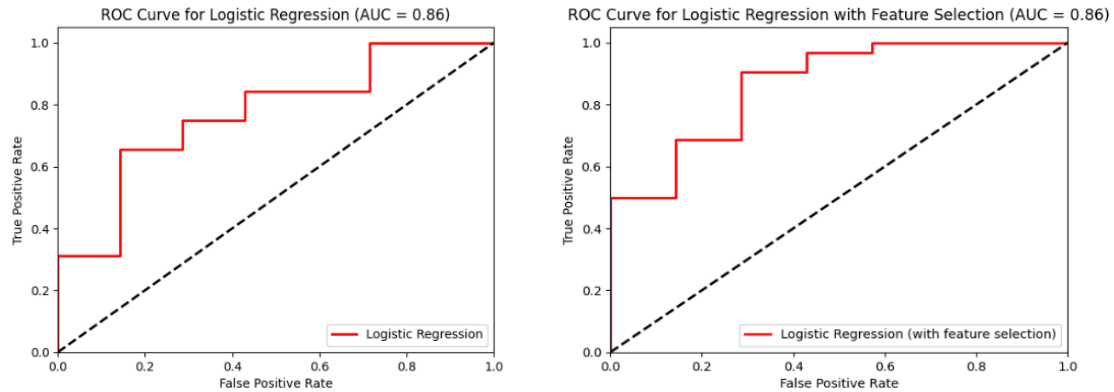 ROC Curve for Logistic Regression (AUC = 0.86)
1.0
0.8
0.6
0.4
0.2
0.0
True Positive Rate
Logistic Regression
0.0 0.2 0.4 0.6 0.8 1.0
False Positive Rate
ROC Curve for Logistic Regression with Feature Selection (AUC = 0.86)
1.0
0.8
0.6
0.4
0.2
0.0
True Positive Rate
Logistic Regression (with feature selection)
0.0 0.2 0.4 0.6 0.8 1.0
False Positive Rate